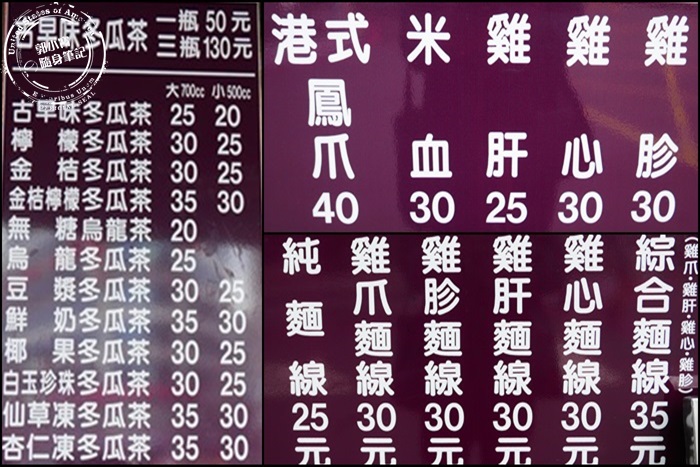 古早味冬瓜茶 一瓶50元
三瓶130元
大700cc 小500cc
古早味冬瓜茶 25 20
檸檬冬瓜茶 30 25
金桔冬瓜茶 30 25
金桔檸檬冬瓜茶 35 30
無糖烏龍茶 20
烏龍冬瓜茶 25
豆漿冬瓜茶 30 25
鮮奶冬瓜茶 35 30
椰果冬瓜茶 30 25
白玉珍珠冬瓜茶 30 25
仙草凍冬瓜茶 35 30
杏仁凍冬瓜茶 35 30
隨身筆記
港式鳳爪 40
米血 30
雞肝 25
雞心 30
雞胗 30
純麵線 25元
雞爪麵線 30元
雞胗麵線 30元
雞肝麵線 30元
雞心麵線 30元
綜合麵線 35元
(雞爪・雞肝・雞心・雞胗)